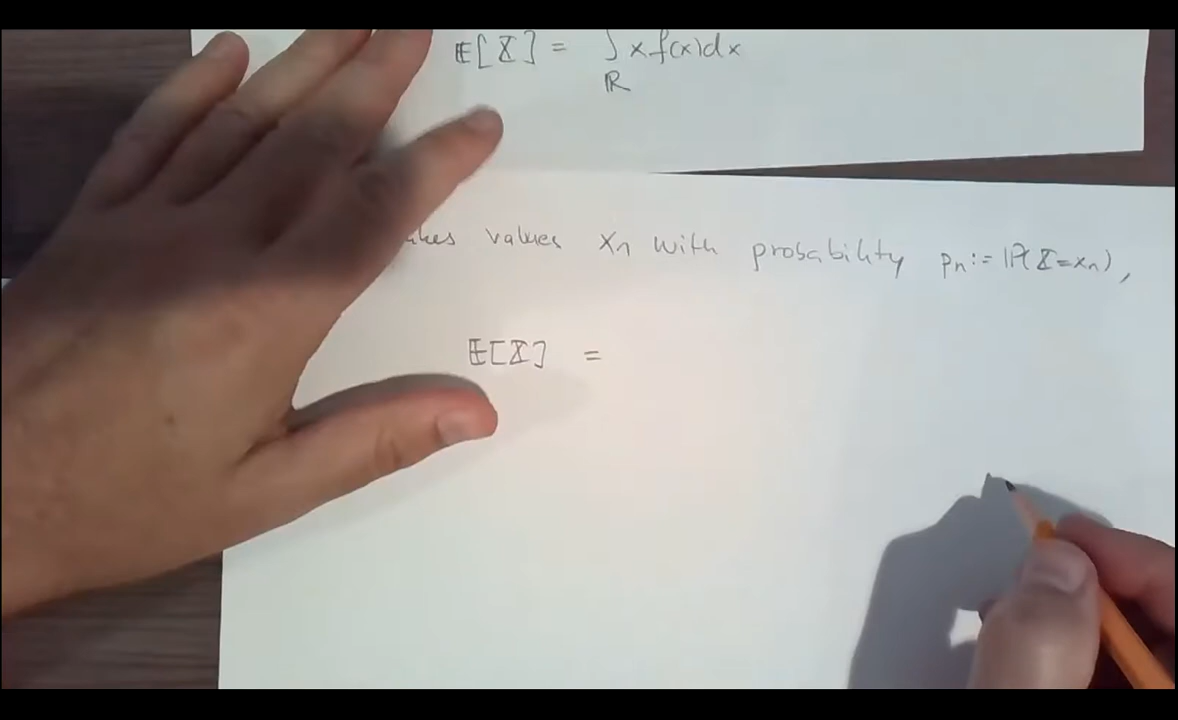 𝔼[X] = ∫ x f(x) dx
ℝ
values xn with probability pn := ℙ(X=xn),
𝔼[X] =